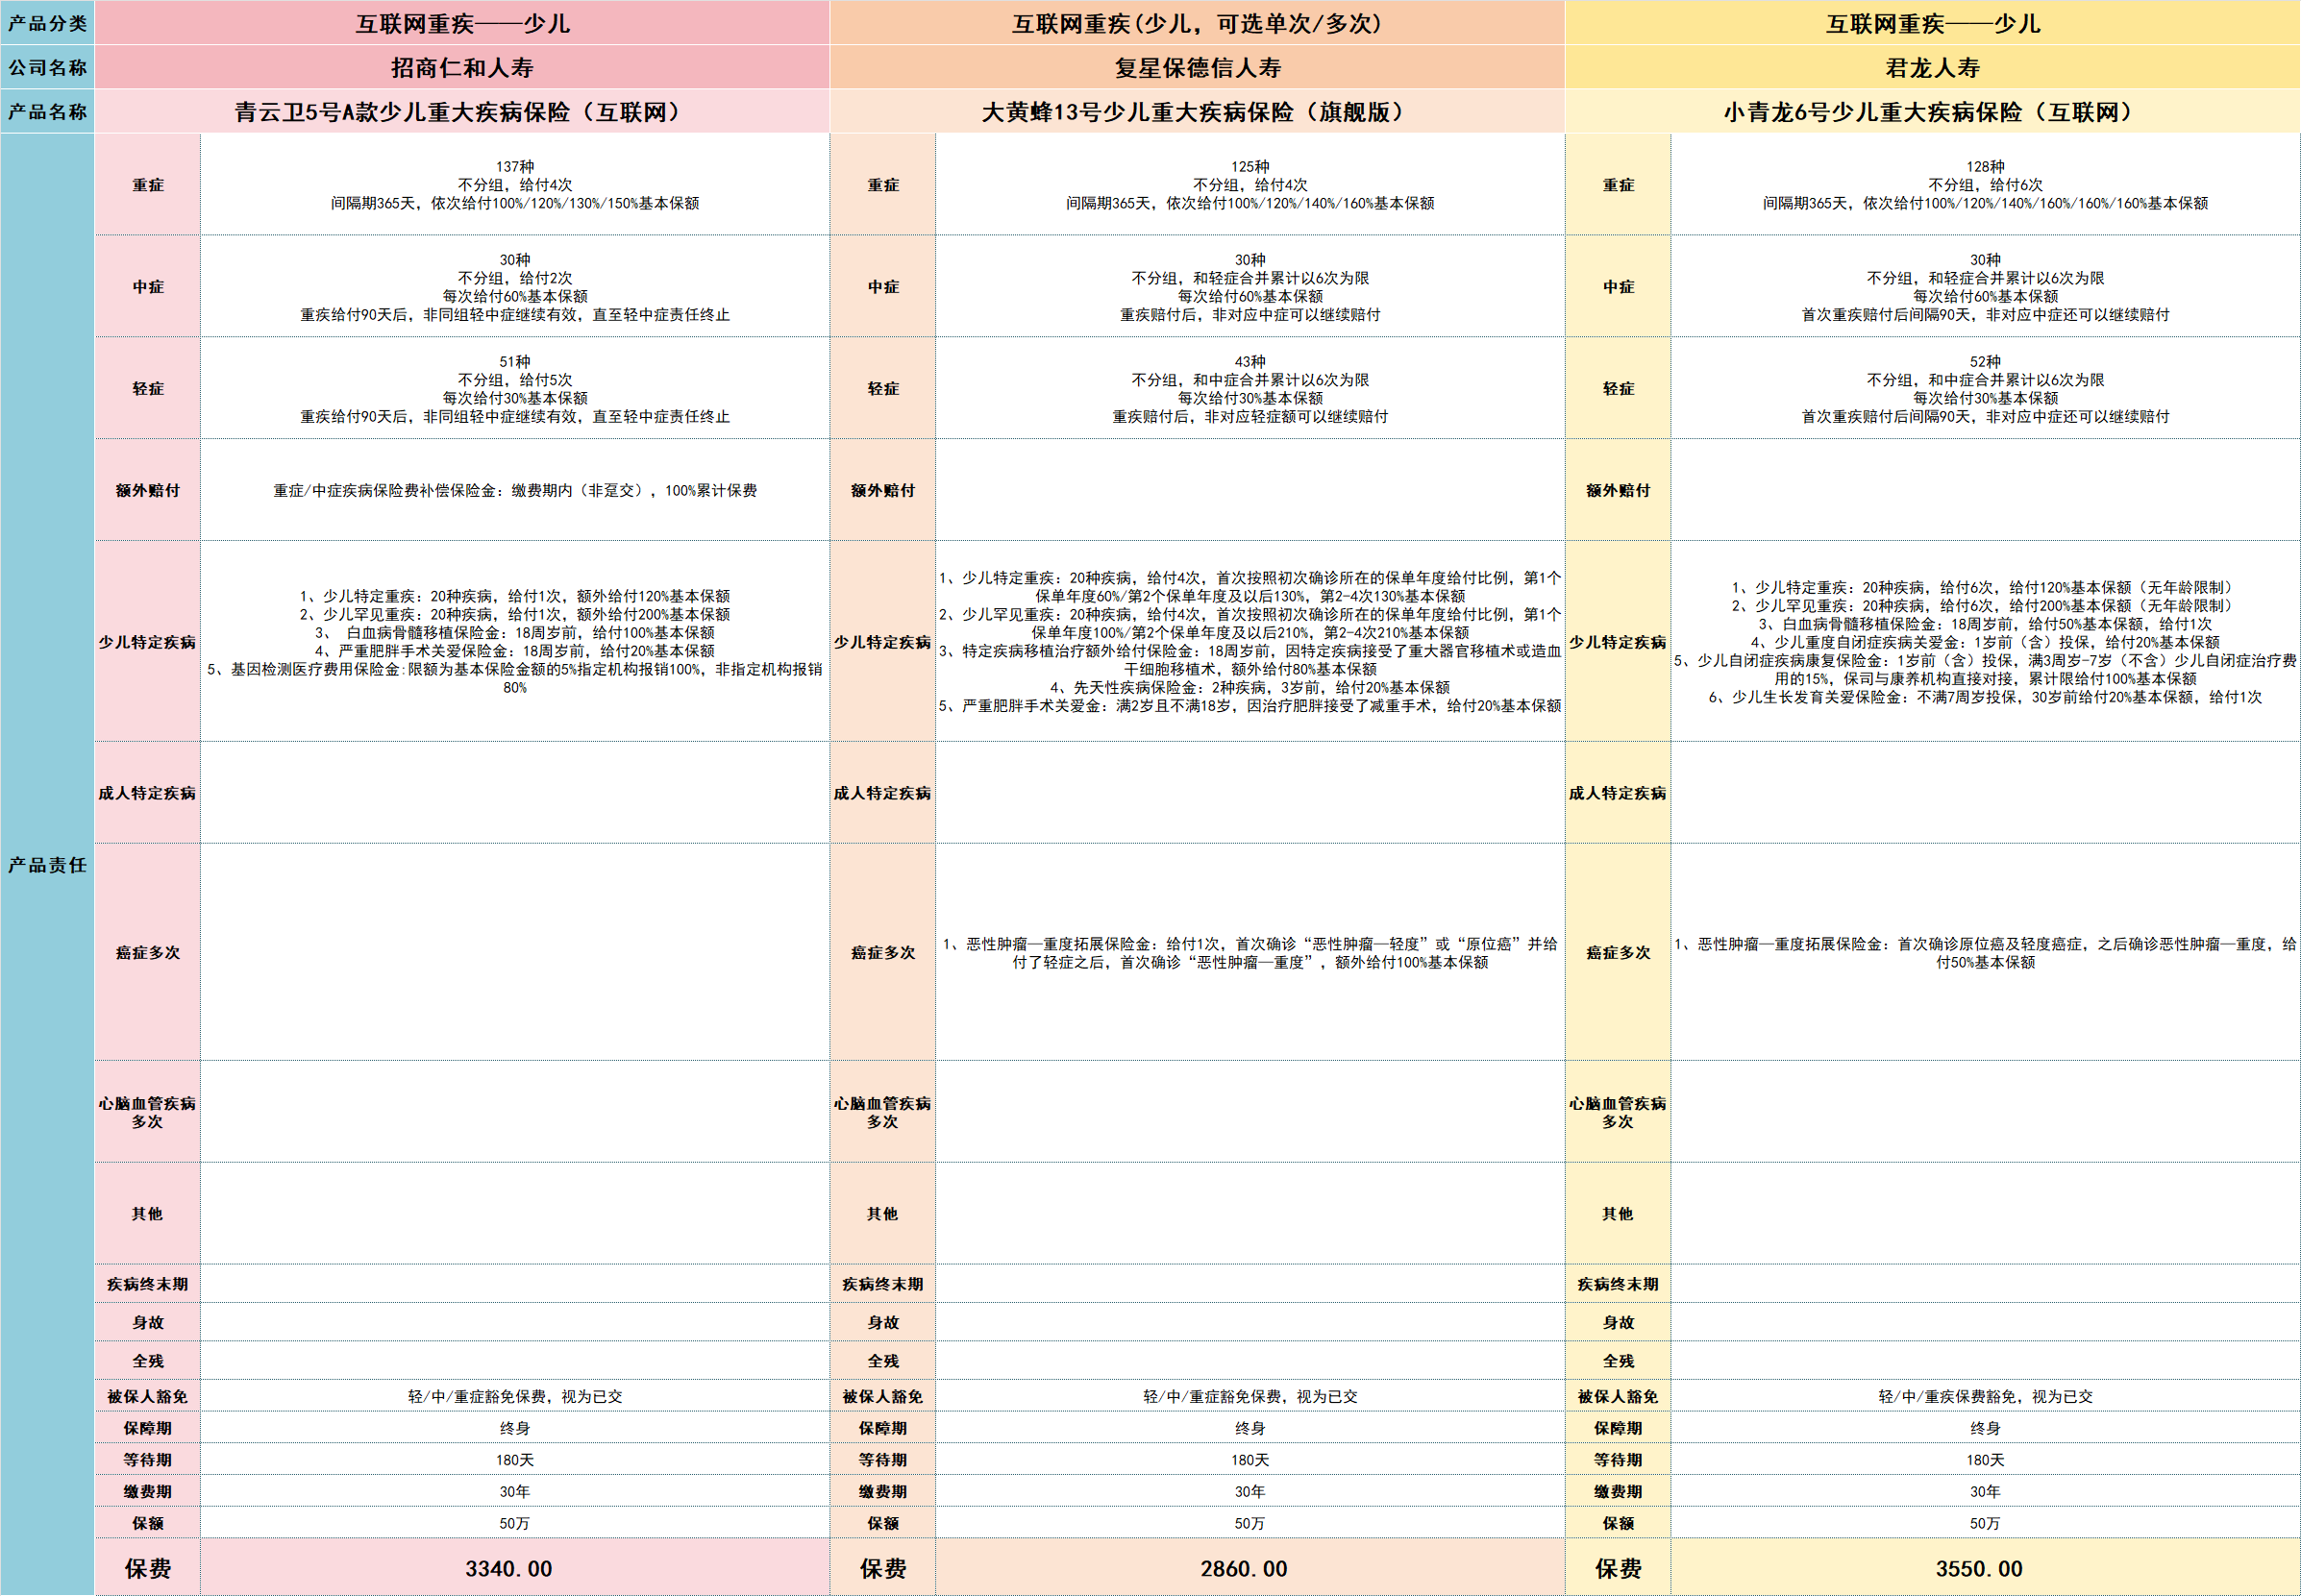 产品分类
互联网重疾——少儿
互联网重疾(少儿，可选单次/多次)
互联网重疾——少儿
公司名称
招商仁和人寿
复星保德信人寿
君龙人寿
产品名称
青云卫5号A款少儿重大疾病保险（互联网）
大黄蜂13号少儿重大疾病保险（旗舰版）
小青龙6号少儿重大疾病保险（互联网）
产品责任
重症
137种
不分组，给付4次
间隔期365天，依次给付100%/120%/130%/150%基本保额
重症
125种
不分组，给付4次
间隔期365天，依次给付100%/120%/140%/160%基本保额
重症
128种
不分组，给付6次
间隔期365天，依次给付100%/120%/140%/160%/160%/160%基本保额
中症
30种
不分组，给付2次
每次给付60%基本保额
重疾给付90天后，非同组轻中症继续有效，直至轻中症责任终止
中症
30种
不分组，和轻症合并累计以6次为限
每次给付60%基本保额
重疾赔付后，非对应中症可以继续赔付
中症
30种
不分组，和轻症合并累计以6次为限
每次给付60%基本保额
首次重疾赔付后间隔90天，非对应中症还可以继续赔付
轻症
51种
不分组，给付5次
每次给付30%基本保额
重疾给付90天后，非同组轻中症继续有效，直至轻中症责任终止
轻症
43种
不分组，和中症合并累计以6次为限
每次给付30%基本保额
重疾赔付后，非对应轻症额可以继续赔付
轻症
52种
不分组，和中症合并累计以6次为限
每次给付30%基本保额
首次重疾赔付后间隔90天，非对应中症还可以继续赔付
额外赔付
重症/中症疾病保险费补偿保险金：缴费期内（非趸交），100%累计保费
额外赔付
额外赔付
少儿特定疾病
1、少儿特定重疾：20种疾病，给付1次，额外给付120%基本保额
2、少儿罕见重疾：20种疾病，给付1次，额外给付200%基本保额
3、 白血病骨髓移植保险金：18周岁前，给付100%基本保额
4、严重肥胖手术关爱保险金：18周岁前，给付20%基本保额
5、基因检测医疗费用保险金:限额为基本保险金额的5%指定机构报销100%，非指定机构报销
80%
少儿特定疾病
1、少儿特定重疾：20种疾病，给付4次，首次按照初次确诊所在的保单年度给付比例，第1个
保单年度60%/第2个保单年度及以后130%，第2-4次130%基本保额
2、少儿罕见重疾：20种疾病，给付4次，首次按照初次确诊所在的保单年度给付比例，第1个
保单年度100%/第2个保单年度及以后210%，第2-4次210%基本保额
3、特定疾病移植治疗额外给付保险金：18周岁前，因特定疾病接受了重大器官移植术或造血
干细胞移植术，额外给付80%基本保额
4、先天性疾病保险金：2种疾病，3岁前，给付20%基本保额
5、严重肥胖手术关爱金：满2岁且不满18岁，因治疗肥胖接受了减重手术，给付20%基本保额
少儿特定疾病
1、少儿特定重疾：20种疾病，给付6次，给付120%基本保额（无年龄限制）
2、少儿罕见重疾：20种疾病，给付6次，给付200%基本保额（无年龄限制）
3、白血病骨髓移植保险金：18周岁前，给付50%基本保额，给付1次
4、少儿重度自闭症疾病关爱金：1岁前（含）投保，给付20%基本保额
5、少儿自闭症疾病康复保险金：1岁前（含）投保，满3周岁-7岁（不含）少儿自闭症治疗费
用的15%，保司与康养机构直接对接，累计限给付100%基本保额
6、少儿生长发育关爱保险金：不满7周岁投保，30岁前给付20%基本保额，给付1次
成人特定疾病
成人特定疾病
成人特定疾病
癌症多次
癌症多次
1、恶性肿瘤—重度拓展保险金：给付1次，首次确诊“恶性肿瘤—轻度”或“原位癌”并给
付了轻症之后，首次确诊“恶性肿瘤—重度”，额外给付100%基本保额
癌症多次
1、恶性肿瘤—重度拓展保险金：首次确诊原位癌及轻度癌症，之后确诊恶性肿瘤—重度，给
付50%基本保额
心脑血管疾病
多次
心脑血管疾病
多次
心脑血管疾病
多次
其他
其他
其他
疾病终末期
疾病终末期
疾病终末期
身故
身故
身故
全残
全残
全残
被保人豁免
轻/中/重症豁免保费，视为已交
被保人豁免
轻/中/重症豁免保费，视为已交
被保人豁免
轻/中/重疾保费豁免，视为已交
保障期
终身
保障期
终身
保障期
终身
等待期
180天
等待期
180天
等待期
180天
缴费期
30年
缴费期
30年
缴费期
30年
保额
50万
保额
50万
保额
50万
保费
3340.00
保费
2860.00
保费
3550.00